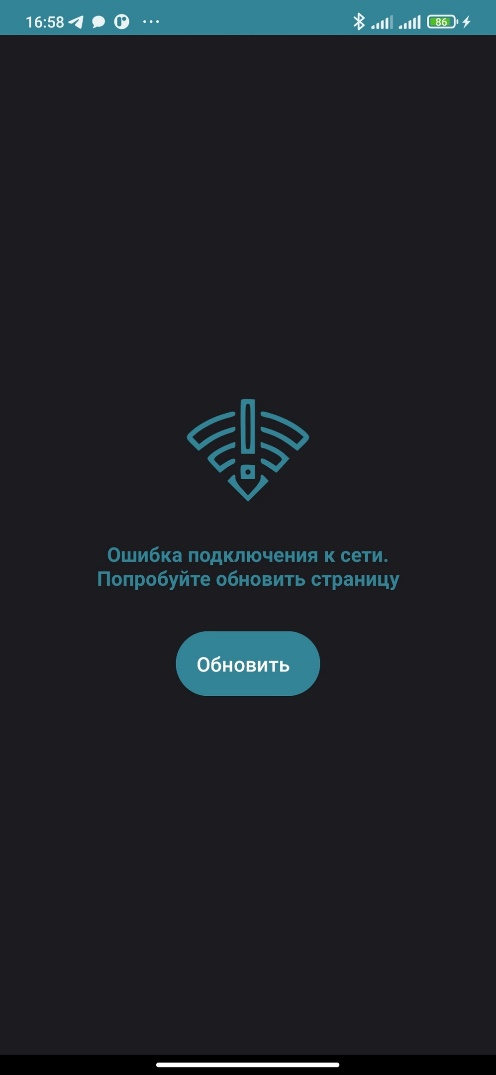 16:58 86
Ошибка подключения к сети.
Попробуйте обновить страницу
Обновить